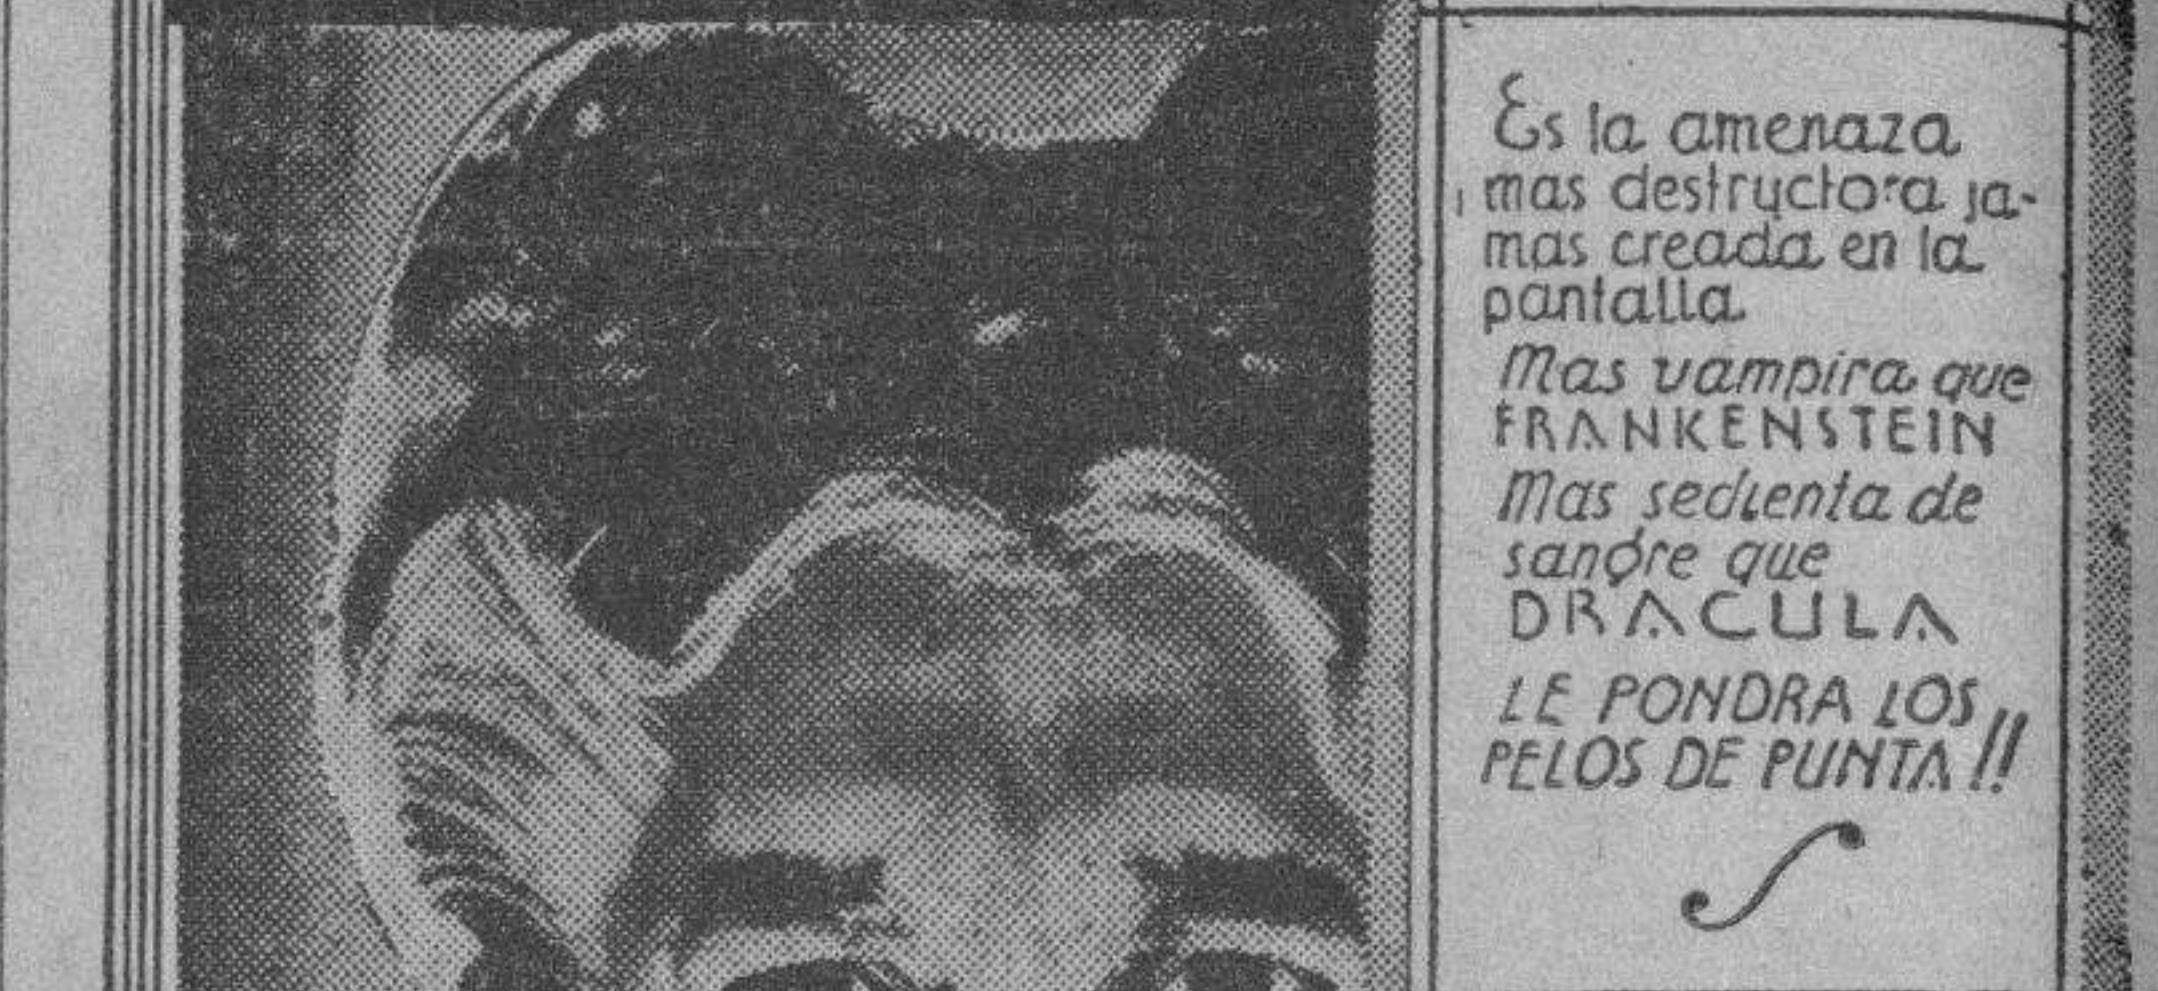 Es la amenaza
mas destructora ja-
mas creada en la
pantalla
Mas vampira que
FRANKENSTEIN
Mas sedienta de
sangre que
DRACULA
LE PONDRA LOS
PELOS DE PUNTA!!